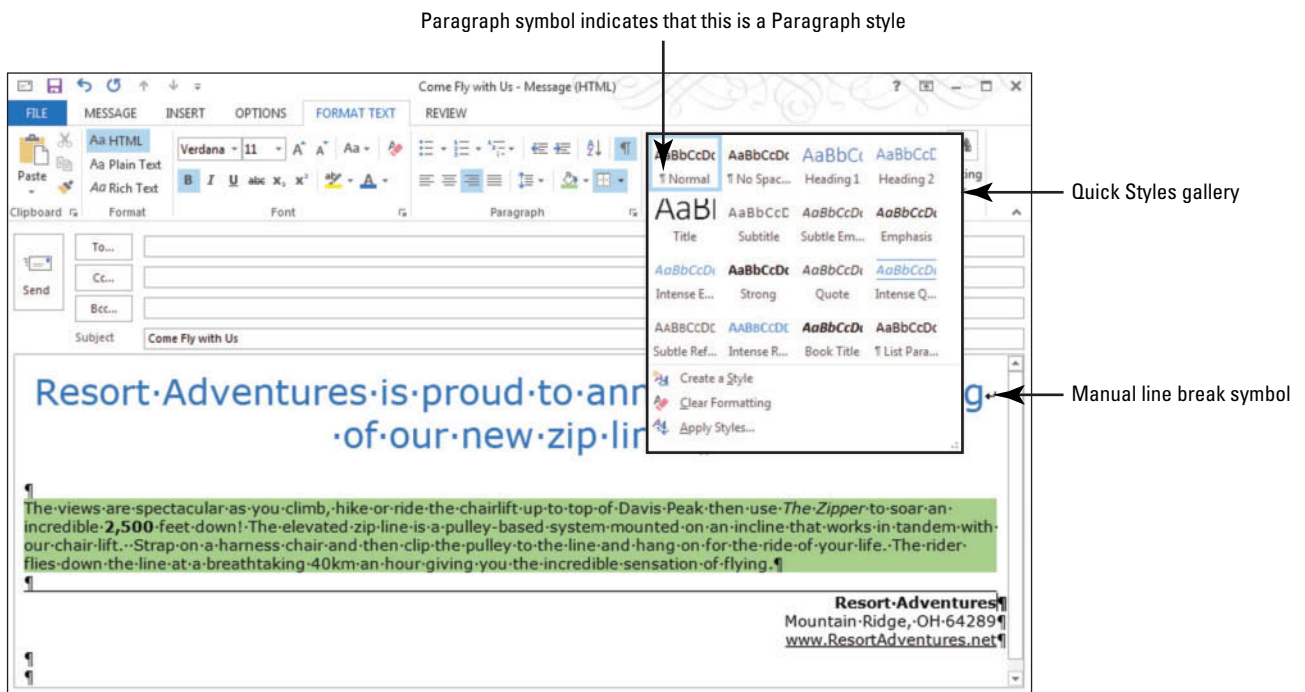 Paragraph symbol indicates that this is a Paragraph style
Come Fly with Us - Message (HTML)
FILE MESSAGE INSERT OPTIONS FORMAT TEXT REVIEW
Paste
Aa HTML
Aa Plain Text
Aa Rich Text
Verdana 11 A A Aa
B I U abc x₂ x² aby A
Clipboard Format Font Paragraph
AaBbCcDc AaBbCcDc AaBbCc AaBbCcC
¶ Normal ¶ No Spac... Heading 1 Heading 2
AaBl AaBbCcD AaBbCcDc AaBbCcDc
Title Subtitle Subtle Em... Emphasis
AaBbCcDc AaBbCcDc AaBbCcDc AaBbCcDc
Intense E... Strong Quote Intense Q...
AABBCCDC AABBCCDC AaBbCcDc AaBbCcDc
Subtle Ref... Intense R... Book Title ¶ List Para...
Create a Style
Clear Formatting
Apply Styles...
Quick Styles gallery
Send
To...
Cc...
Bcc...
Subject Come Fly with Us
Resort·Adventures·is·proud·to·ann g·↵
·of·our·new·zip·lin
Manual line break symbol
¶
The·views·are·spectacular·as·you·climb,·hike·or·ride·the·chairlift·up·to·top·of·Davis·Peak·then·use·The·Zipper·to·soar·an·
incredible·2,500·feet·down!·The·elevated·zip·line·is·a·pulley-based·system·mounted·on·an·incline·that·works·in·tandem·with·
our·chair·lift.··Strap·on·a·harness·chair·and·then·clip·the·pulley·to·the·line·and·hang·on·for·the·ride·of·your·life.·The·rider·
flies·down·the·line·at·a·breathtaking·40km·an·hour·giving·you·the·incredible·sensation·of·flying.¶
¶
Resort·Adventures¶
Mountain·Ridge,·OH·64289¶
www.ResortAdventures.net¶
¶
¶